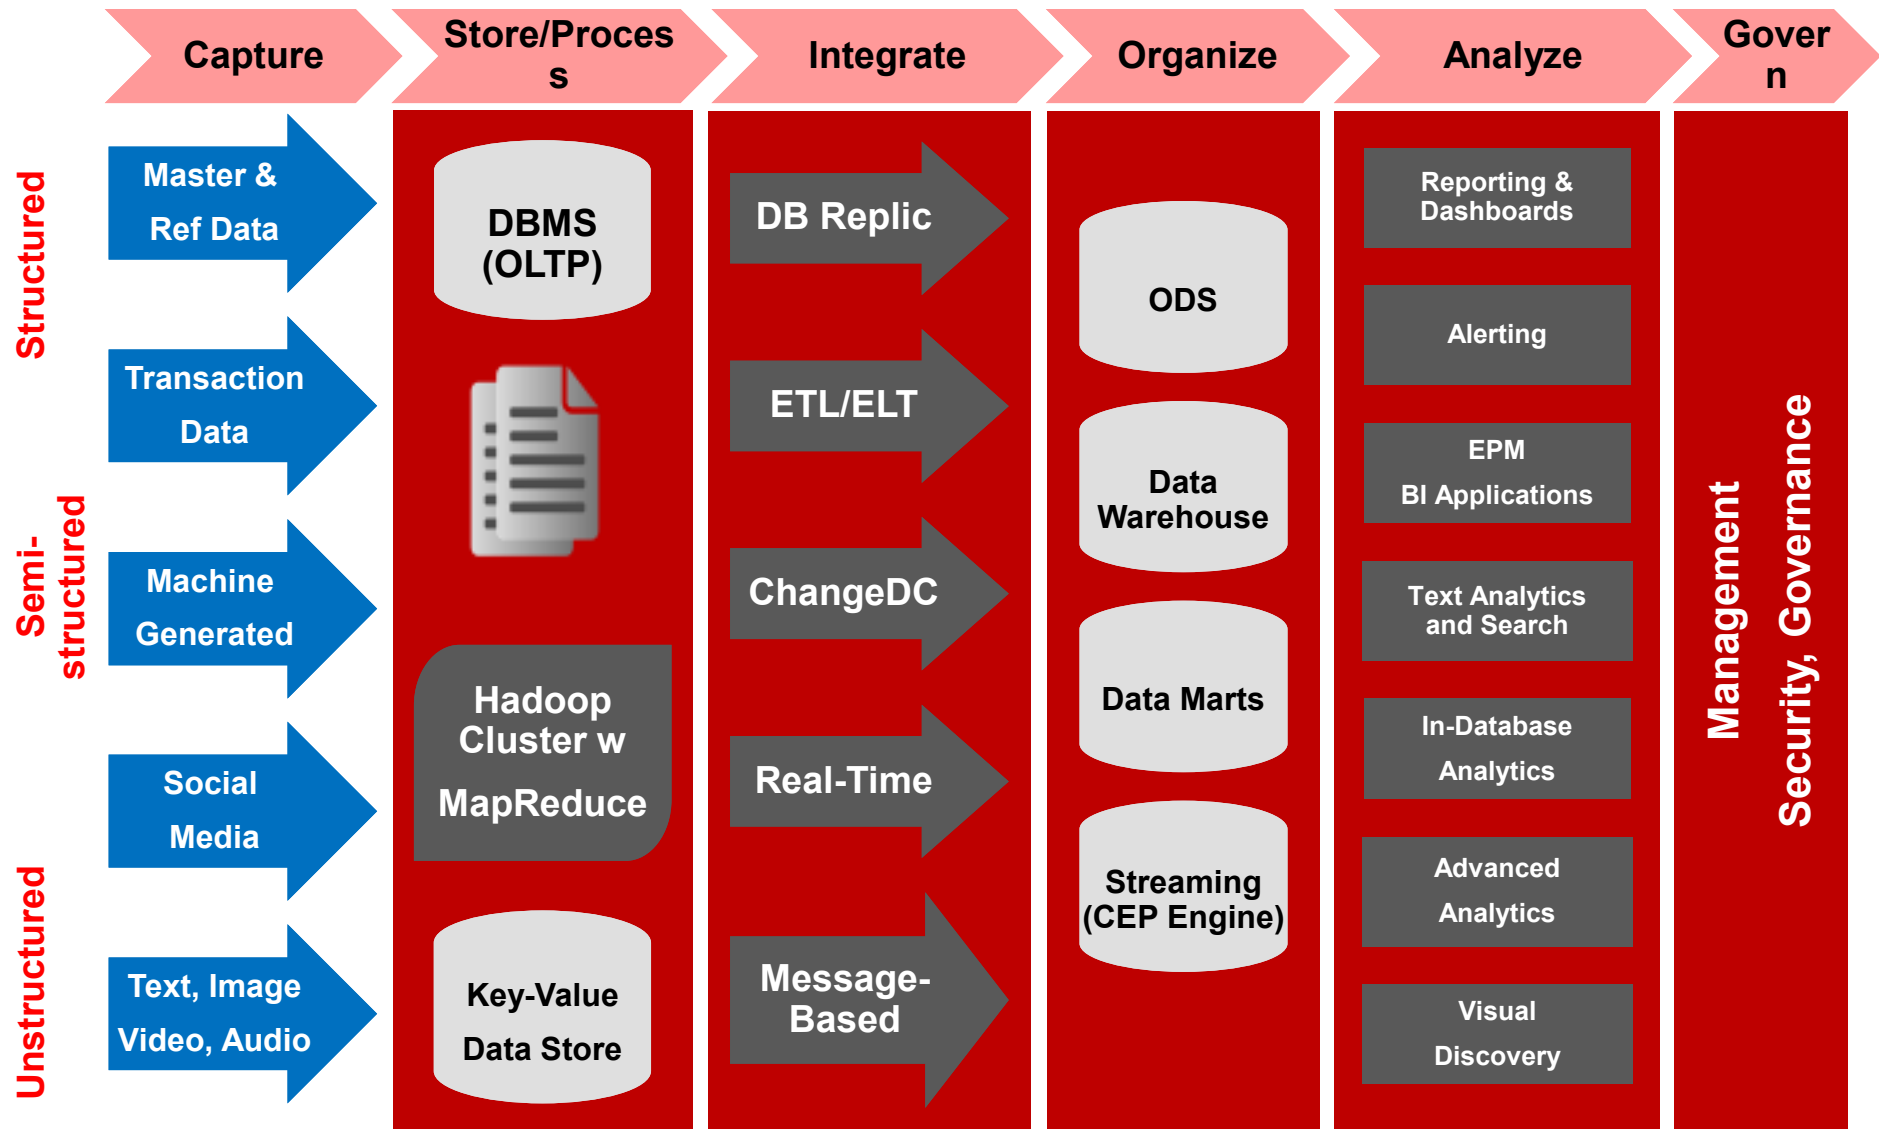 Capture
Store/Proces
s
Integrate
Organize
Analyze
Gover
n
Structured
Semi-
structured
Unstructured
Master &
Ref Data
Transaction
Data
Machine
Generated
Social
Media
Text, Image
Video, Audio
DBMS
(OLTP)
Hadoop
Cluster w
MapReduce
Key-Value
Data Store
DB Replic
ETL/ELT
ChangeDC
Real-Time
Message-
Based
ODS
Data
Warehouse
Data Marts
Streaming
(CEP Engine)
Reporting &
Dashboards
Alerting
EPM
BI Applications
Text Analytics
and Search
In-Database
Analytics
Advanced
Analytics
Visual
Discovery
Management
Security, Governance